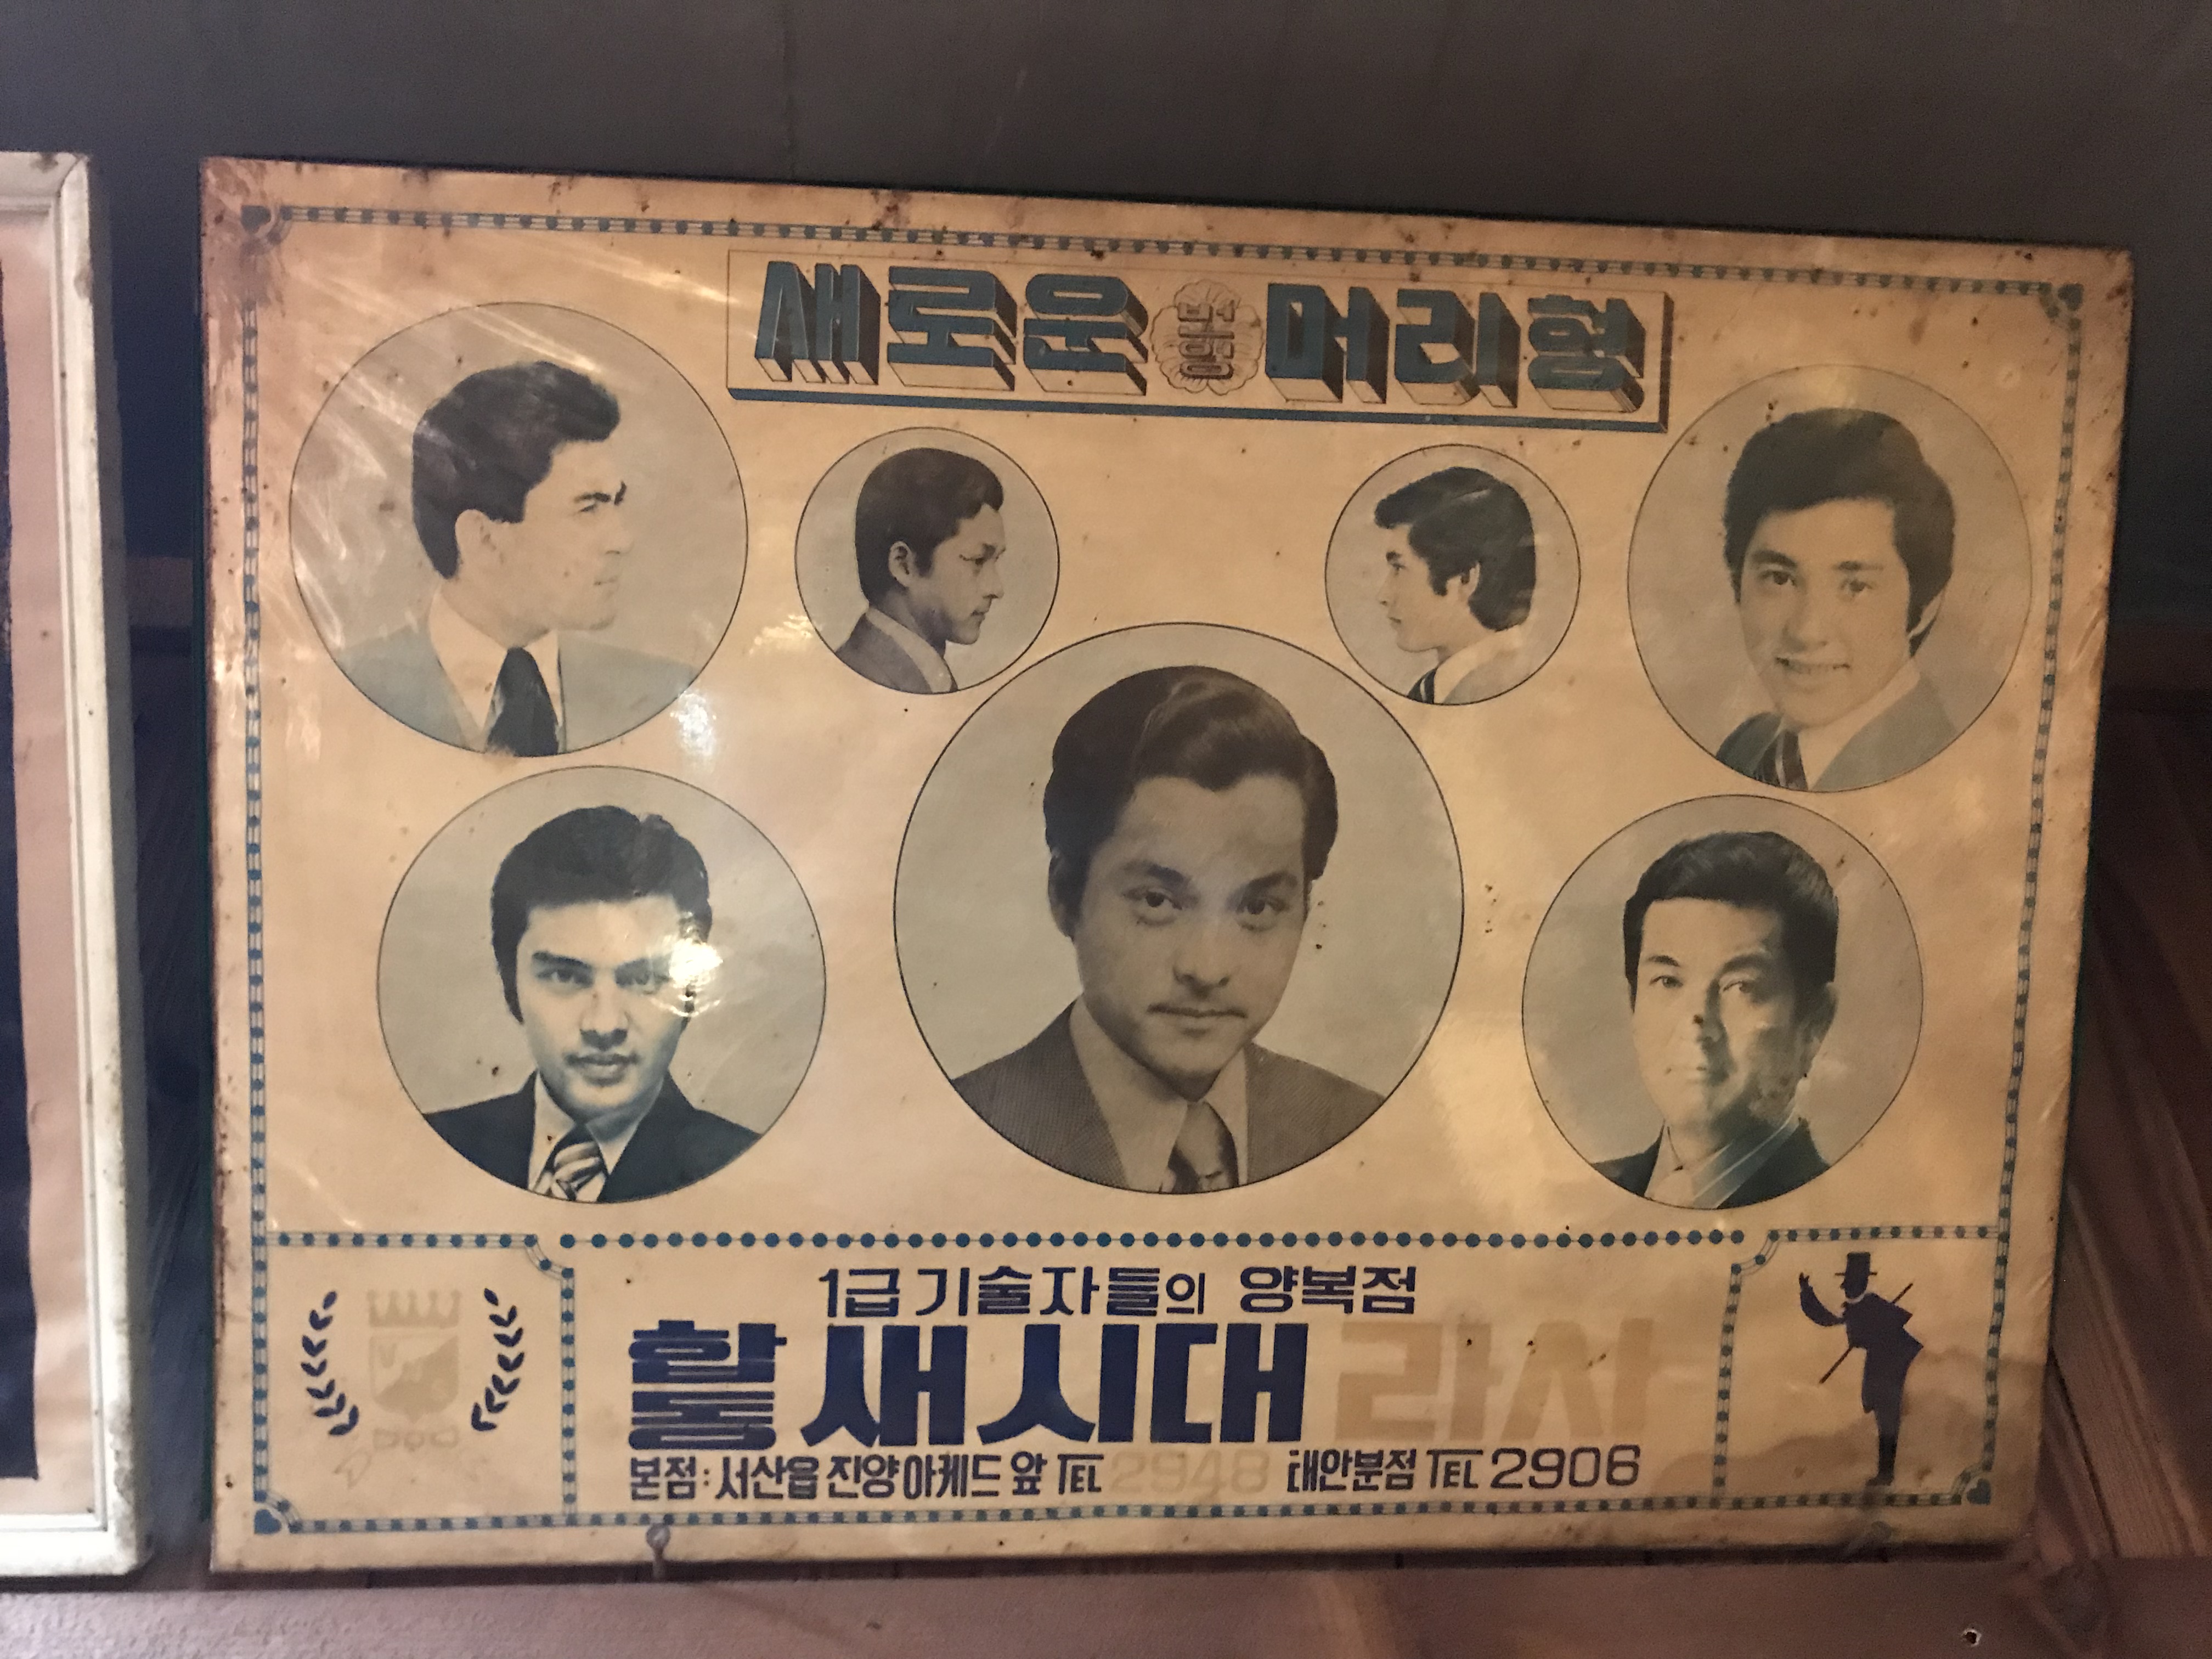 새로운 머리형
1급 기술자들의 양복점
새시대 라사
본점: 서산읍 진양아케드 앞 TEL 2948 태안분점 TEL 2906